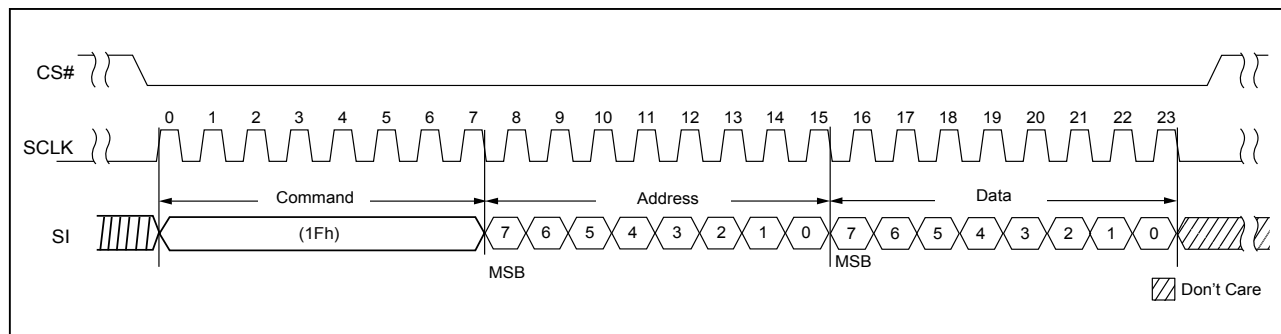 CS#
0 1 2 3 4 5 6 7 8 9 10 11 12 13 14 15 16 17 18 19 20 21 22 23
SCLK
Command Address Data
SI (1Fh) 7 6 5 4 3 2 1 0 7 6 5 4 3 2 1 0
MSB MSB
Don't Care